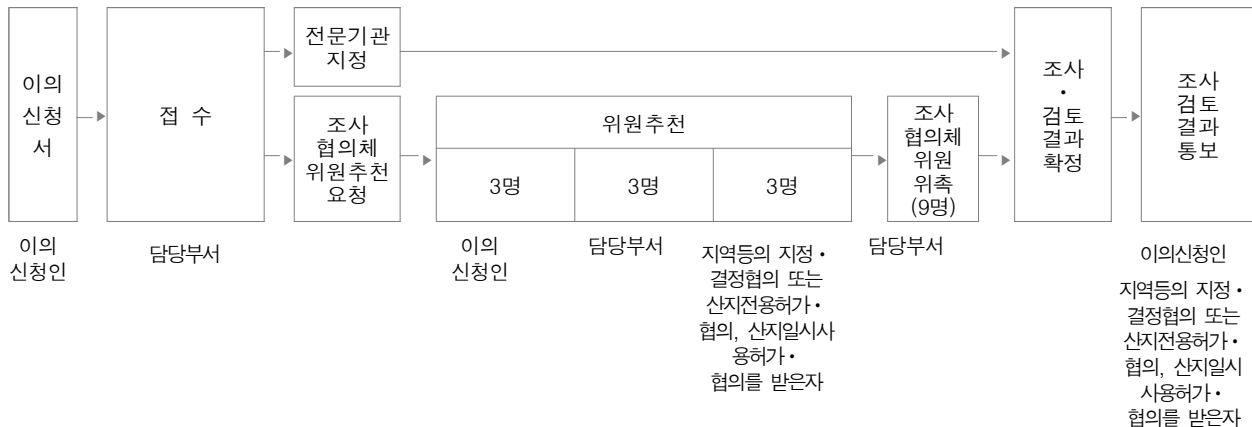 이의
신청
서
접 수
전문기관
지정
조사
협의체
위원추천
요청
위원추천
3명
3명
3명
조사
협의체
위원
위촉
(9명)
조사
·
검토
결과
확정
조사
검토
결과
통보
이의
신청인
담당부서
이의
신청인
담당부서
지역등의 지정·
결정협의 또는
산지전용허가·
협의, 산지일시사
용허가·
협의를 받은자
담당부서
이의신청인
지역등의 지정·
결정협의 또는
산지전용허가·
협의, 산지일시
사용허가·
협의를 받은자